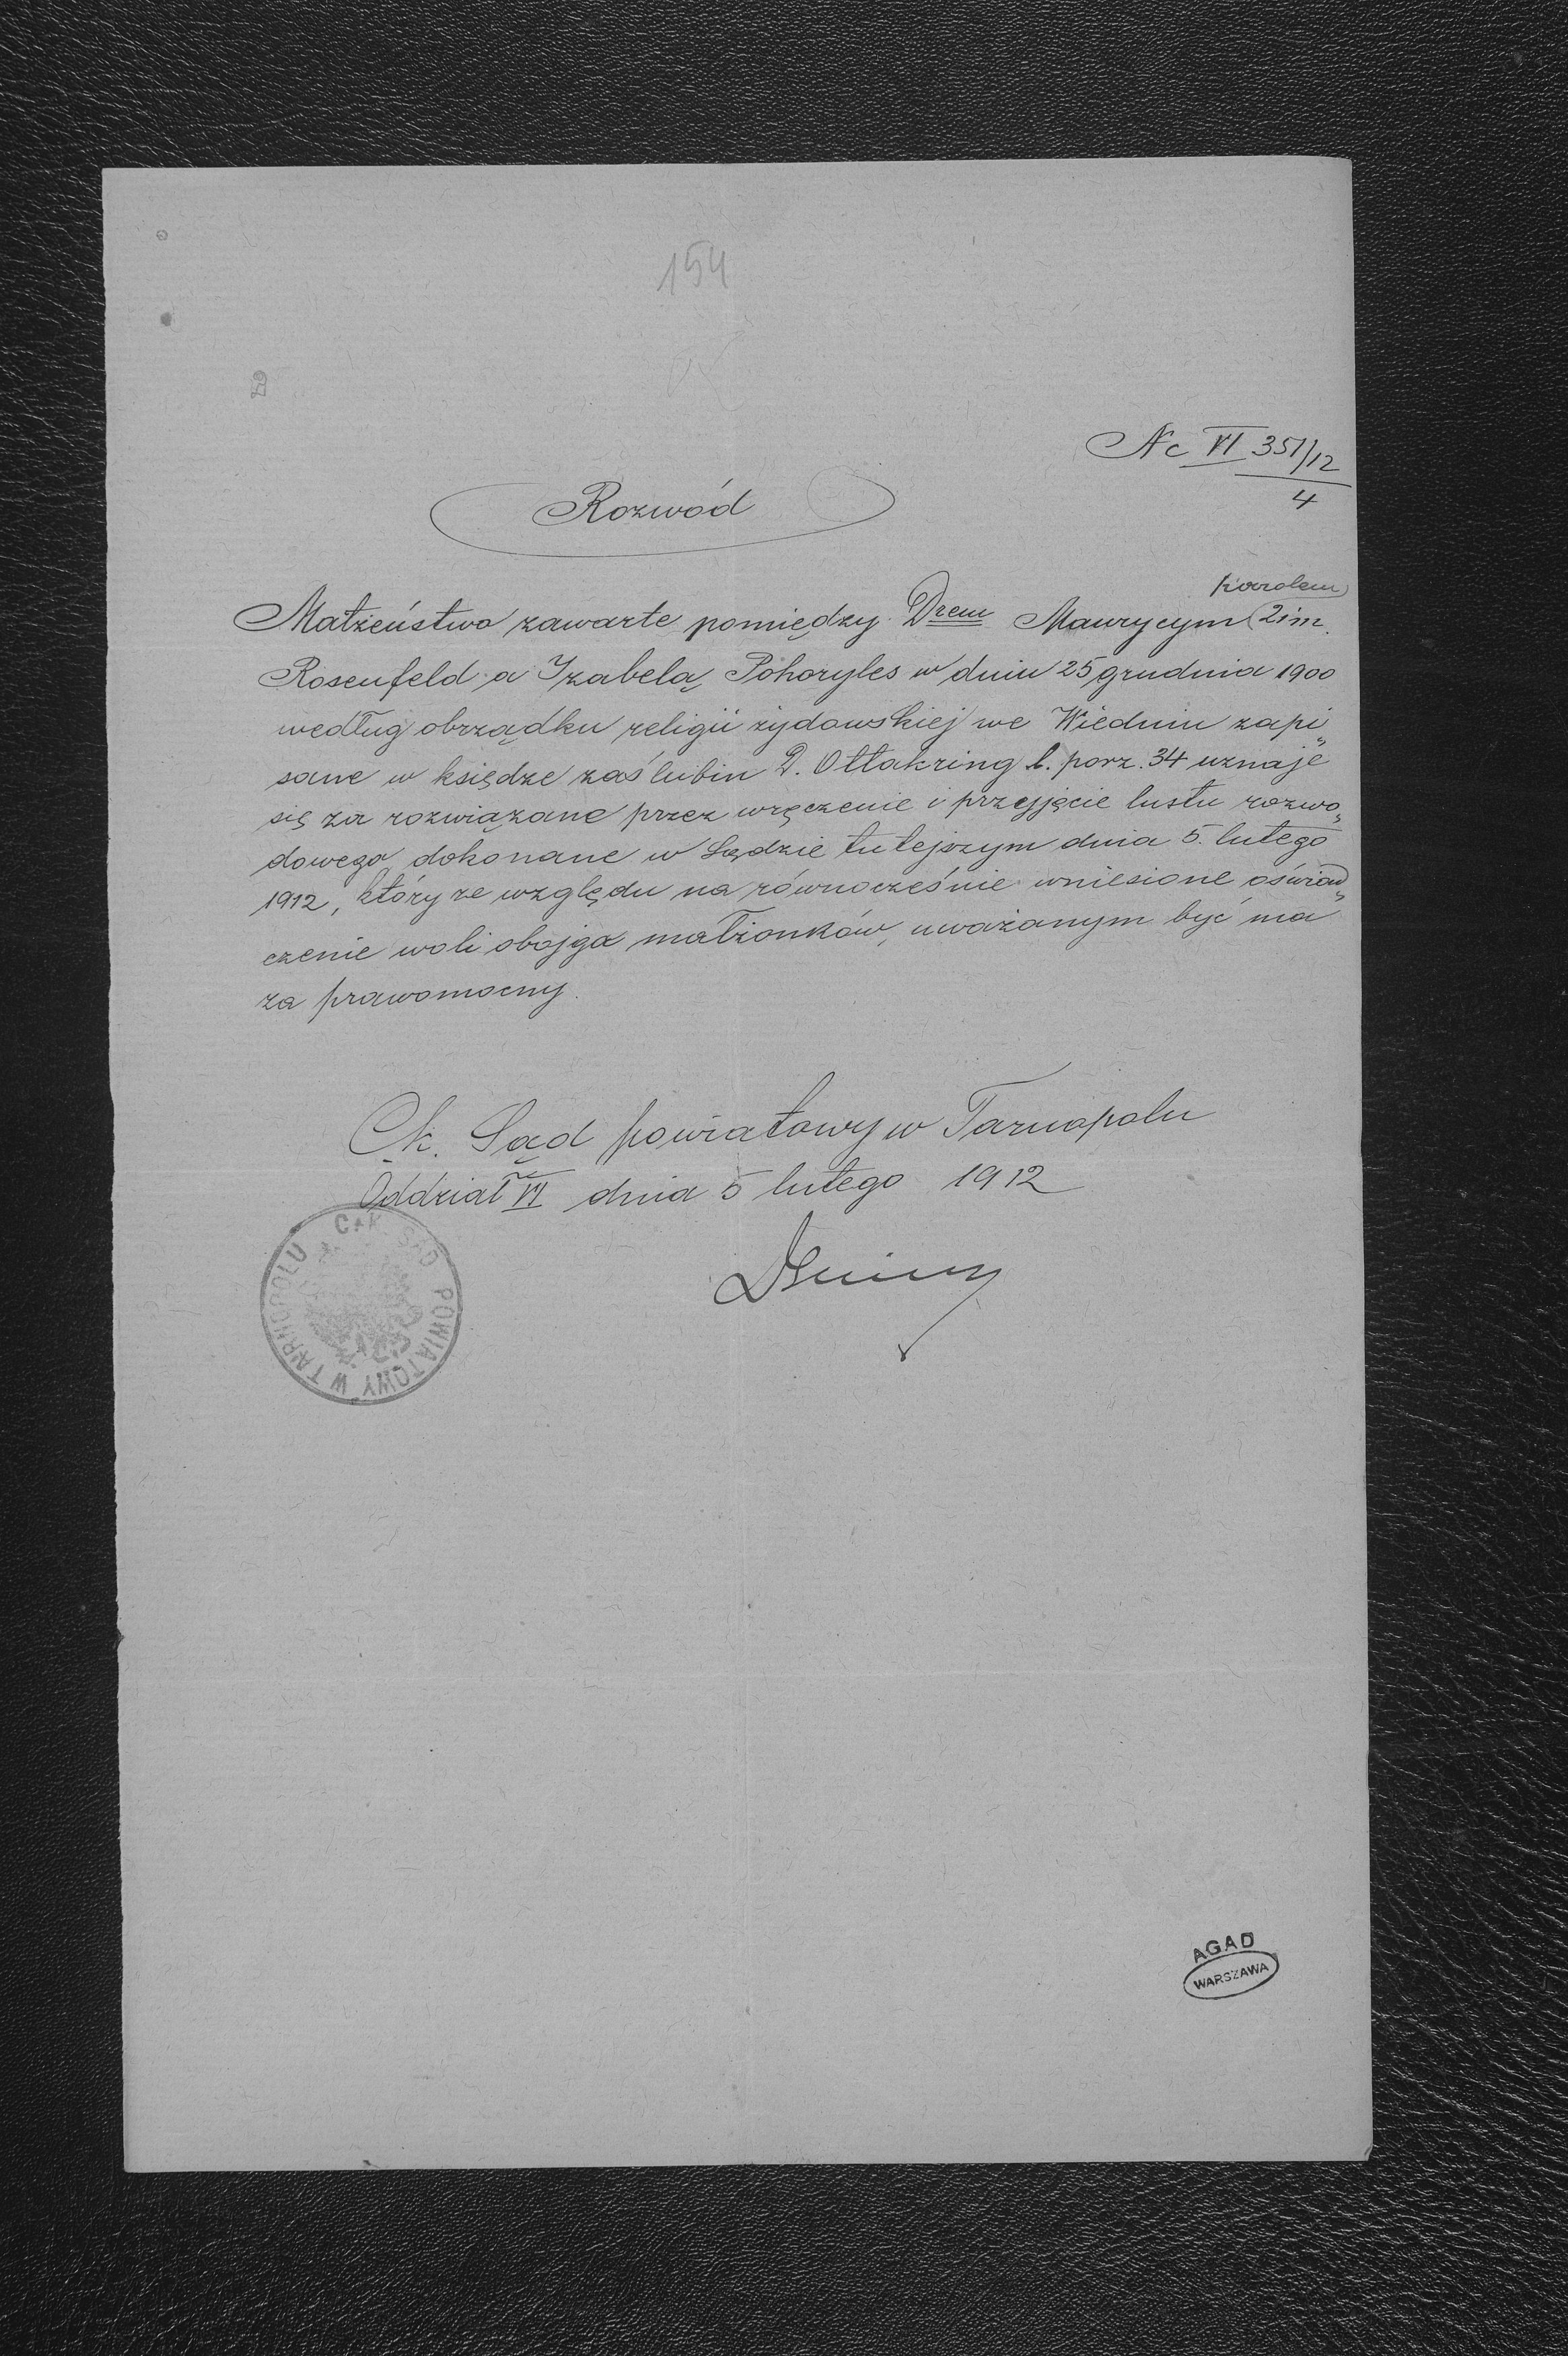 154
Nc VI 351/12
4
Rozwód
Karolem
Małżeństwo zawarte pomiędzy Drem Maurycym (2im.
Rosenfeld a Izabelą Pohoryles w dniu 25 grudnia 1900
według obrządku religii żydowskiej we Wiedniu zapi„
sane w księdze zaślubin D. Ottakring l. porz. 34 uznaje
się za rozwiązane przez wręczenie i przyjęcie listu rozwo„
dowego dokonane w Sądzie tutejszym dnia 5. lutego
1912, który ze względu na równocześnie wniesione oświad„
czenie woli obojga małżonków, uważanym być ma
za prawomocny.
Ck. Sąd powiatowy w Tarnopolu
Oddział VI dnia 5 lutego 1912
C.K. SĄD POWIATOWY W TARNOPOLU
AGAD
WARSZAWA